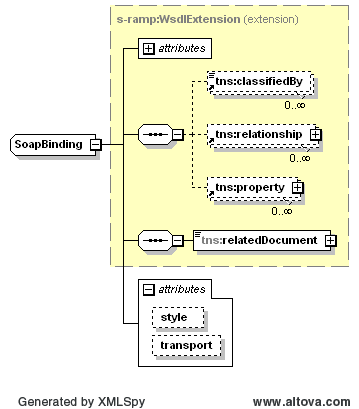 s-ramp:WsdlExtension (extension)
attributes
tns:classifiedBy
0..∞
SoapBinding
tns:relationship
0..∞
tns:property
0..∞
tns:relatedDocument
attributes
style
transport
Generated by XMLSpy
www.altova.com